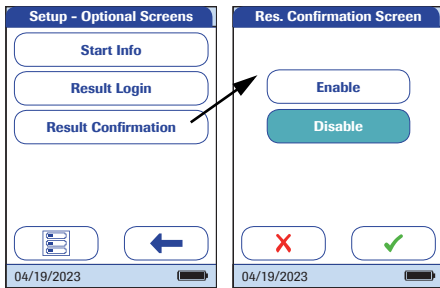 Setup - Optional Screens
Start Info
Result Login
Result Confirmation
04/19/2023
Res. Confirmation Screen
Enable
Disable
04/19/2023